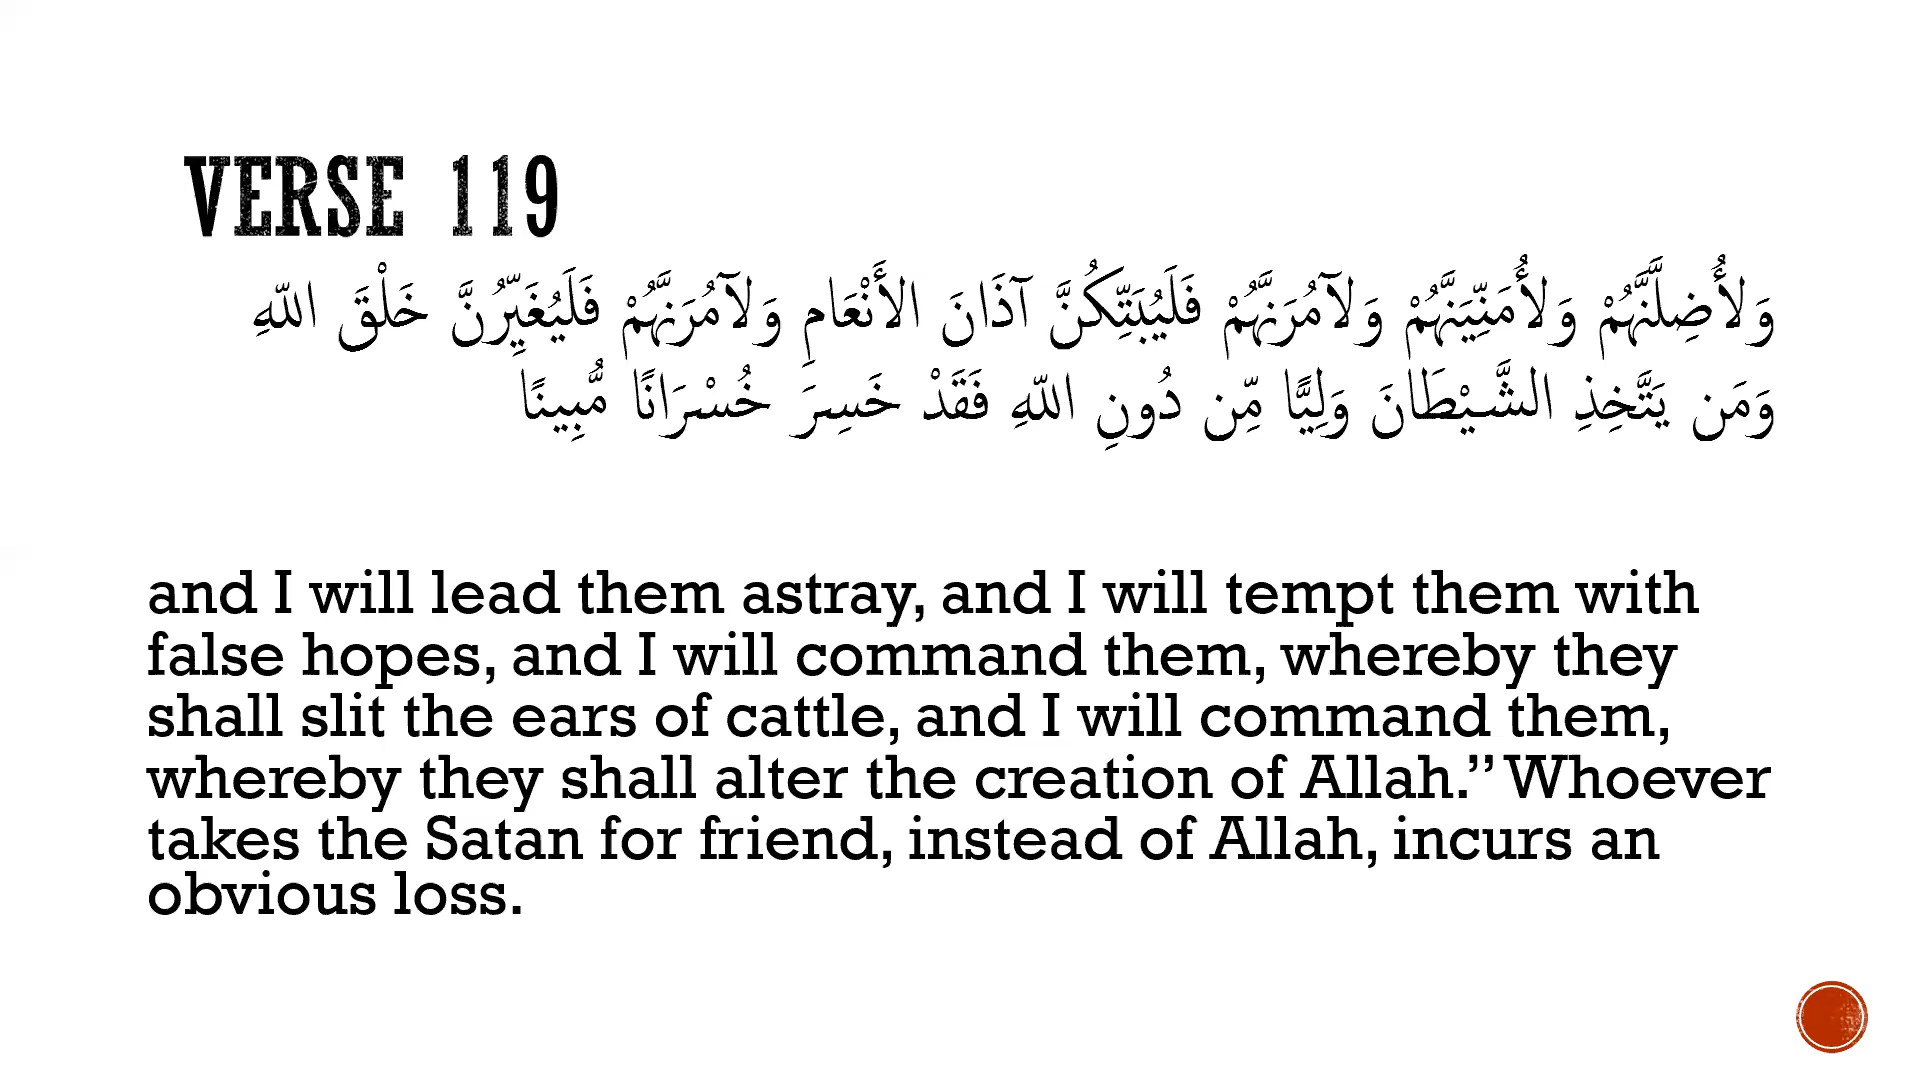 VERSE 119
وَلأُضِلَّنَّهُمْ وَلأُمَنِّيَنَّهُمْ وَلآمُرَنَّهُمْ فَلَيُبَتِّكُنَّ آذَانَ الأَنْعَامِ وَلآمُرَنَّهُمْ فَلَيُغَيِّرُنَّ خَلْقَ اللّهِ
وَمَن يَتَّخِذِ الشَّيْطَانَ وَلِيًّا مِّن دُونِ اللّهِ فَقَدْ خَسِرَ خُسْرَانًا مُّبِينًا
and I will lead them astray, and I will tempt them with
false hopes, and I will command them, whereby they
shall slit the ears of cattle, and I will command them,
whereby they shall alter the creation of Allah.” Whoever
takes the Satan for friend, instead of Allah, incurs an
obvious loss.